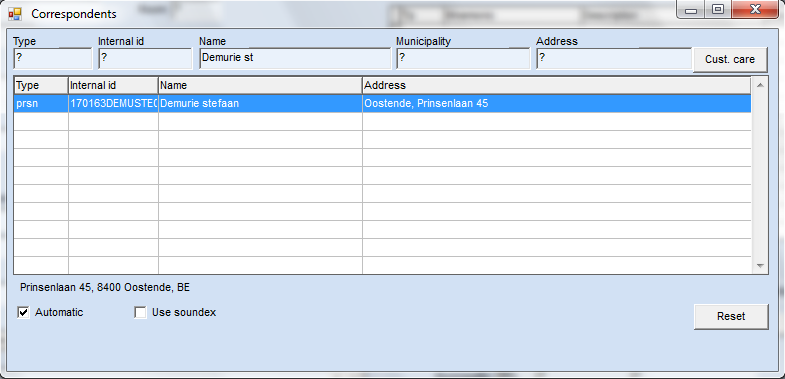 Correspondents
Type Internal id Name Municipality Address
? ? Demurie st ? ? Cust. care
Type Internal id Name Address
prsn 170163DEMUSTE Demurie stefaan Oostende, Prinsenlaan 45
Prinsenlaan 45, 8400 Oostende, BE
Automatic Use soundex Reset